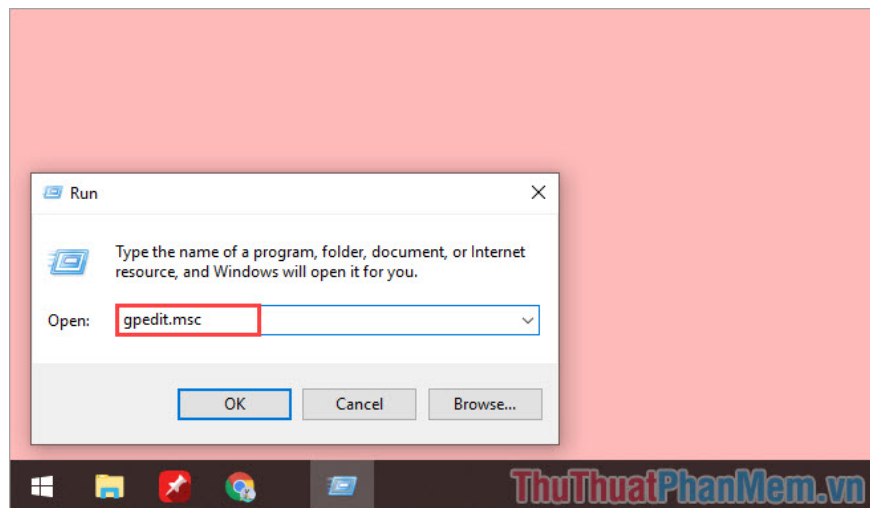 Run
Type the name of a program, folder, document, or Internet
resource, and Windows will open it for you.
Open: gpedit.msc
OK Cancel Browse...
ThuThuatPhanMem.vn